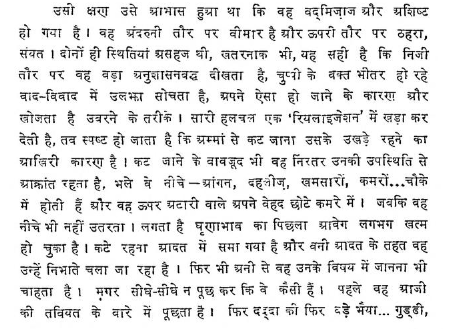 उसी क्षण उसे आभास हुआ था कि वह बदमिज़ाज और अशिष्ट
हो गया है। वह अंदरूनी तौर पर बीमार है और ऊपरी तौर पर ठहरा,
संयत। दोनों ही स्थितियां असहज थी, खतरनाक भी, यह सही है कि निजी
तौर पर वह बड़ा अनुशासनबद्ध दीखता है, चुप्पी के वक्त भीतर हो रहे
वाद-विवाद में उलझा सोचता है, अपने ऐसा हो जाने के कारण और
खोजता है उबरने के तरीके। सारी हलचल एक 'रियलाइजेशन' में खड़ा कर
देती है, तब स्पष्ट हो जाता है कि अम्मां से कट जाना उसके उखड़े रहने का
आखिरी कारण है। कट जाने के बावजूद भी वह निरंतर उनकी उपस्थिति से
आक्रांत रहता है, भले वे नीचे—आंगन, दहलीज़, खमसारों, कमरों...चौके
में होती हैं और वह ऊपर अटारी वाले अपने बेहद छोटे कमरे में। जबकि वह
नीचे भी नहीं उतरता। लगता है घृणाभाव का पिछला आवेग लगभग खत्म
हो चुका है। कटे रहना आदत में समा गया है और बनी आदत के तहत वह
उन्हें निभाते चला जा रहा है। फिर भी अनी से वह उनके विषय में जानना भी
चाहता है। मगर सीधे-सीधे न पूछ कर कि वे कैसी हैं। पहले वह आजी
की तबियत के बारे में पूछता है। फिर दद्दा की फिर बड़े भैया... गुड्डी,